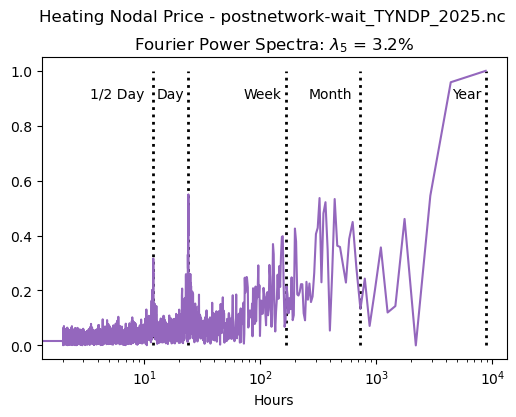 Heating Nodal Price - postnetwork-wait_TYNDP_2025.nc
Fourier Power Spectra: λ₅ = 3.2%
1.0
1/2 Day Day Week Month Year
0.8
0.6
0.4
0.2
0.0
10¹ 10² 10³ 10⁴
Hours